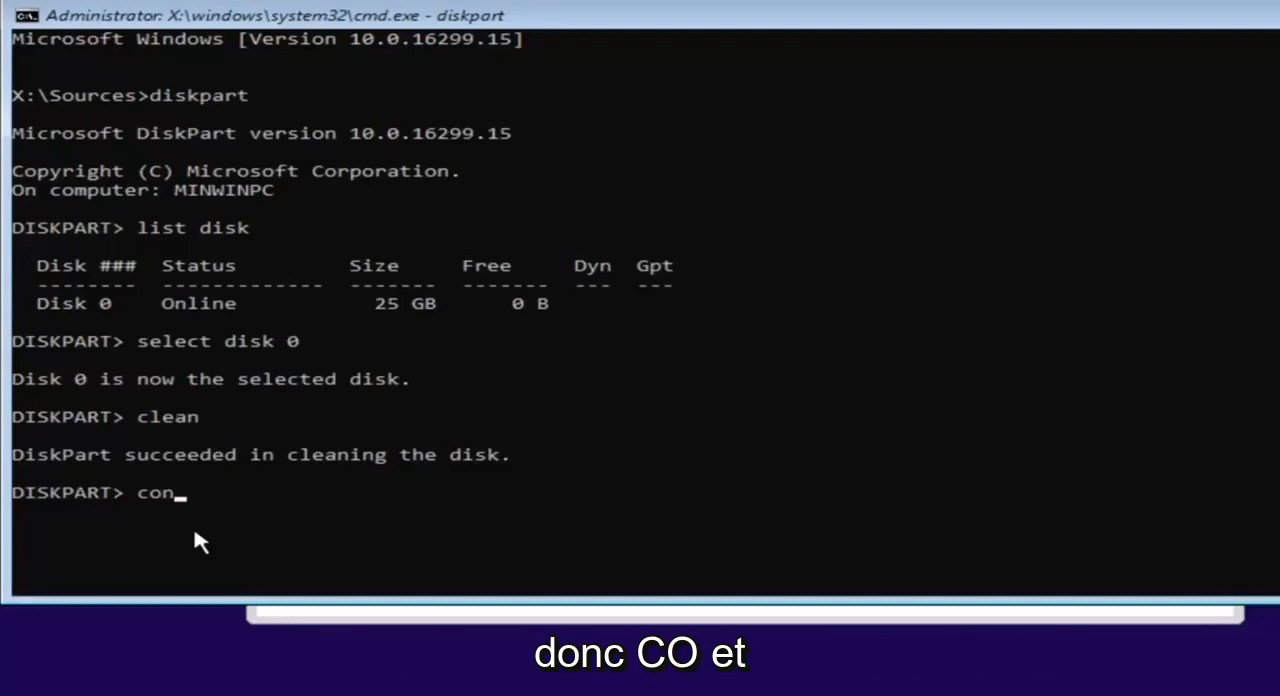 Administrator: X:\windows\system32\cmd.exe - diskpart
Microsoft Windows [Version 10.0.16299.15]
X:\Sources>diskpart
Microsoft DiskPart version 10.0.16299.15
Copyright (C) Microsoft Corporation.
On computer: MINWINPC
DISKPART> list disk
Disk ### Status Size Free Dyn Gpt
-------- ------------- ------- ------- --- ---
Disk 0 Online 25 GB 0 B
DISKPART> select disk 0
Disk 0 is now the selected disk.
DISKPART> clean
DiskPart succeeded in cleaning the disk.
DISKPART> con_
donc CO et